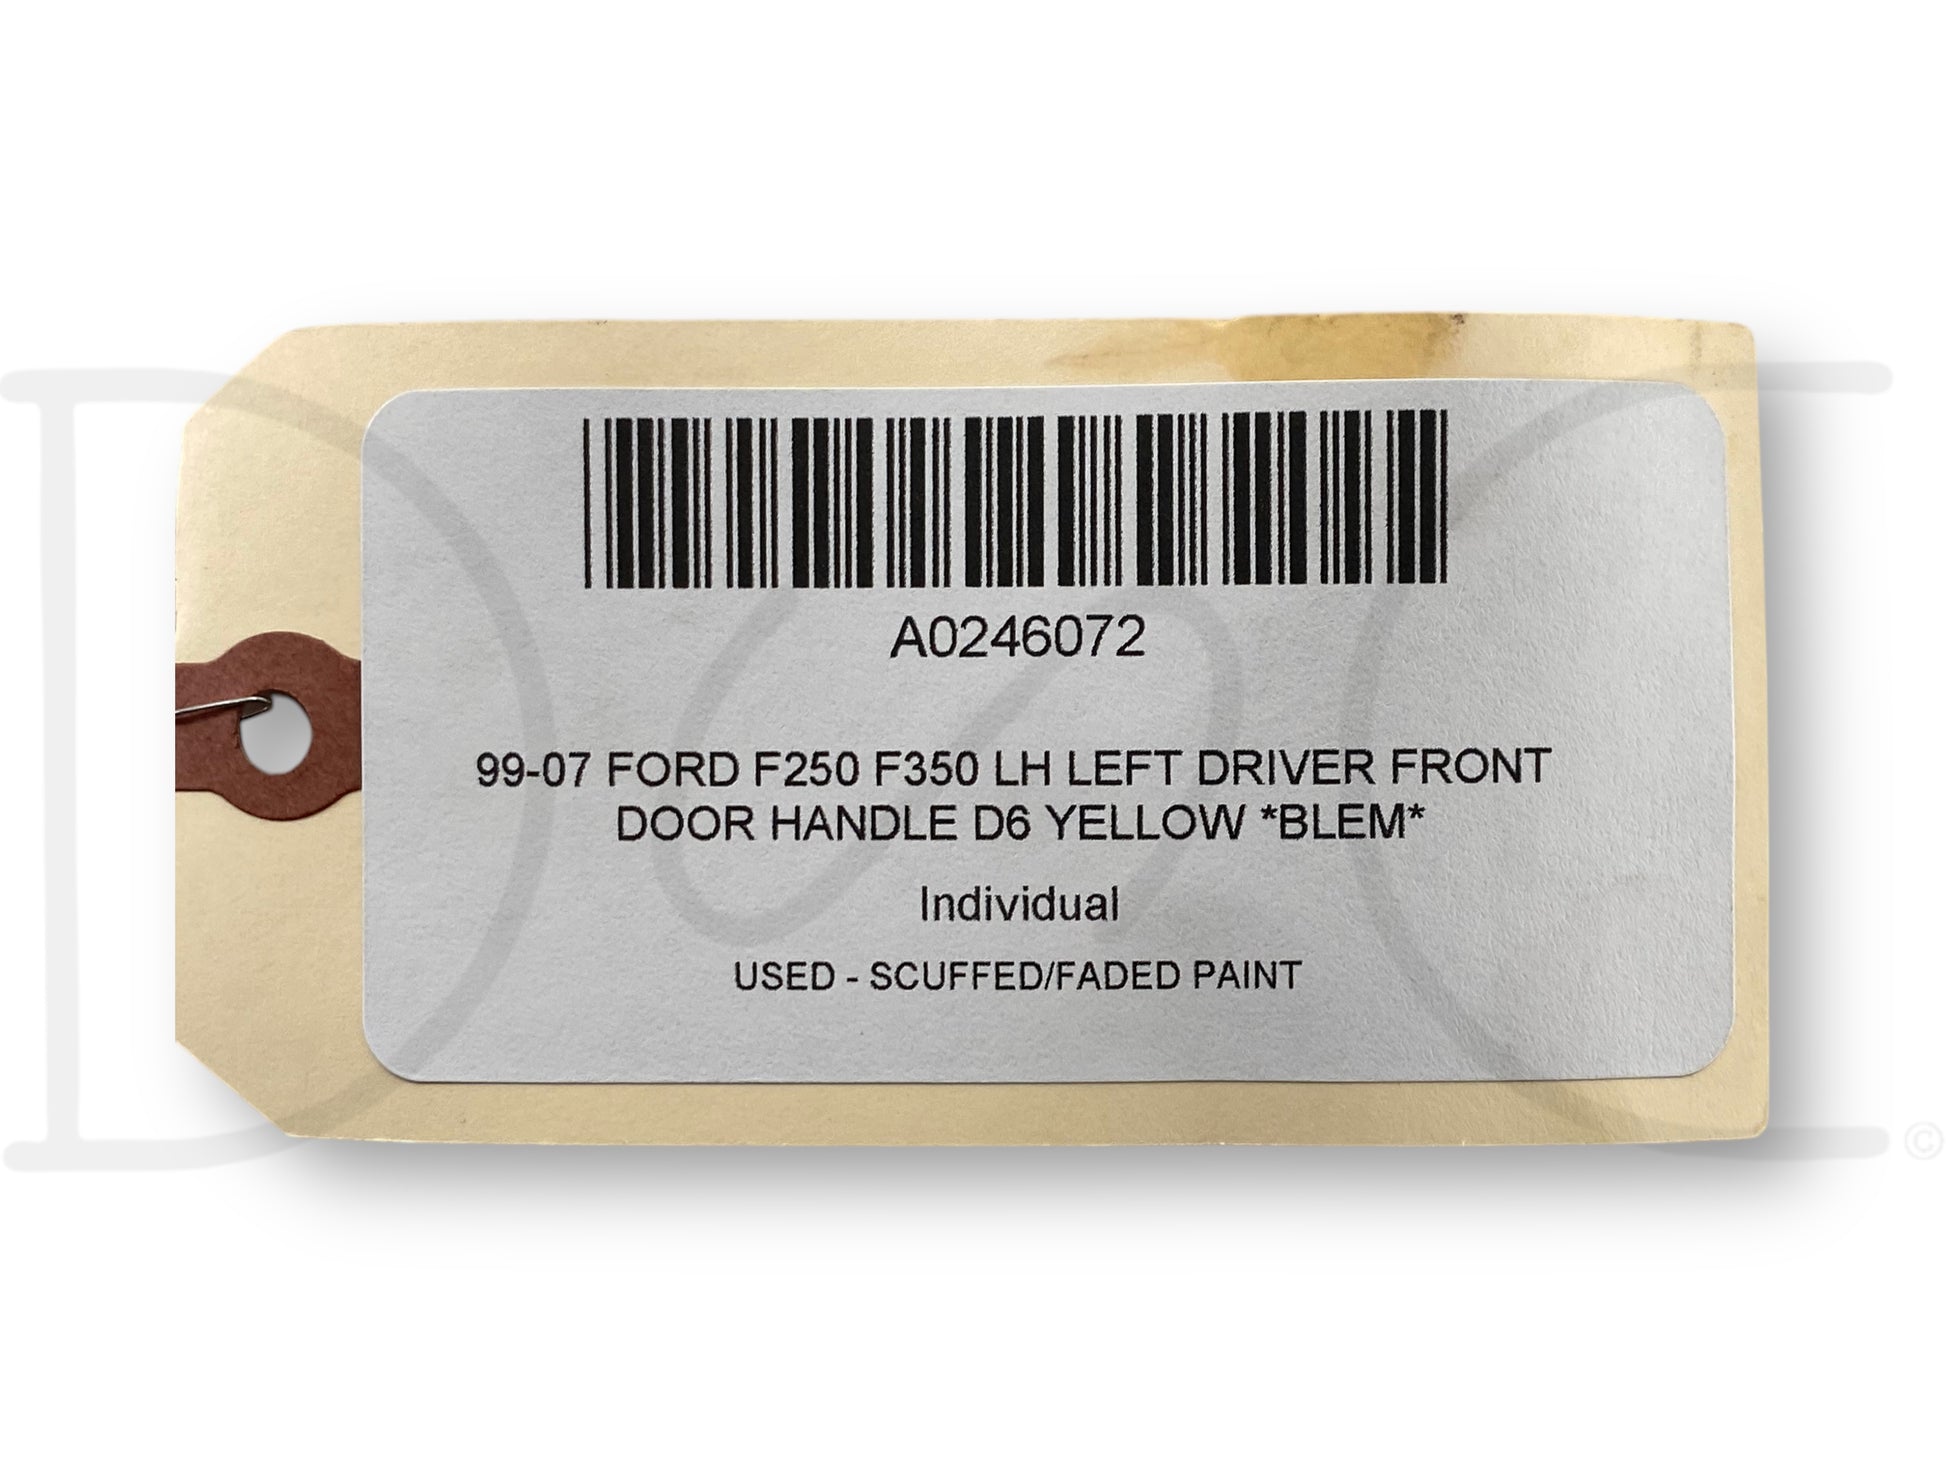 A0246072
99-07 FORD F250 F350 LH LEFT DRIVER FRONT
DOOR HANDLE D6 YELLOW *BLEM*
Individual
USED - SCUFFED/FADED PAINT
©